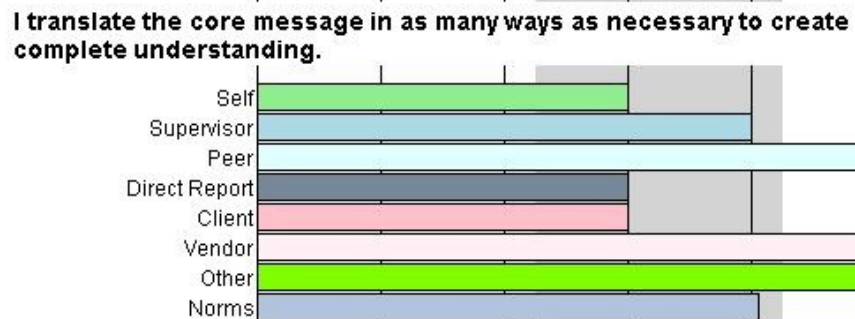 I translate the core message in as many ways as necessary to create
complete understanding.
Self
Supervisor
Peer
Direct Report
Client
Vendor
Other
Norms